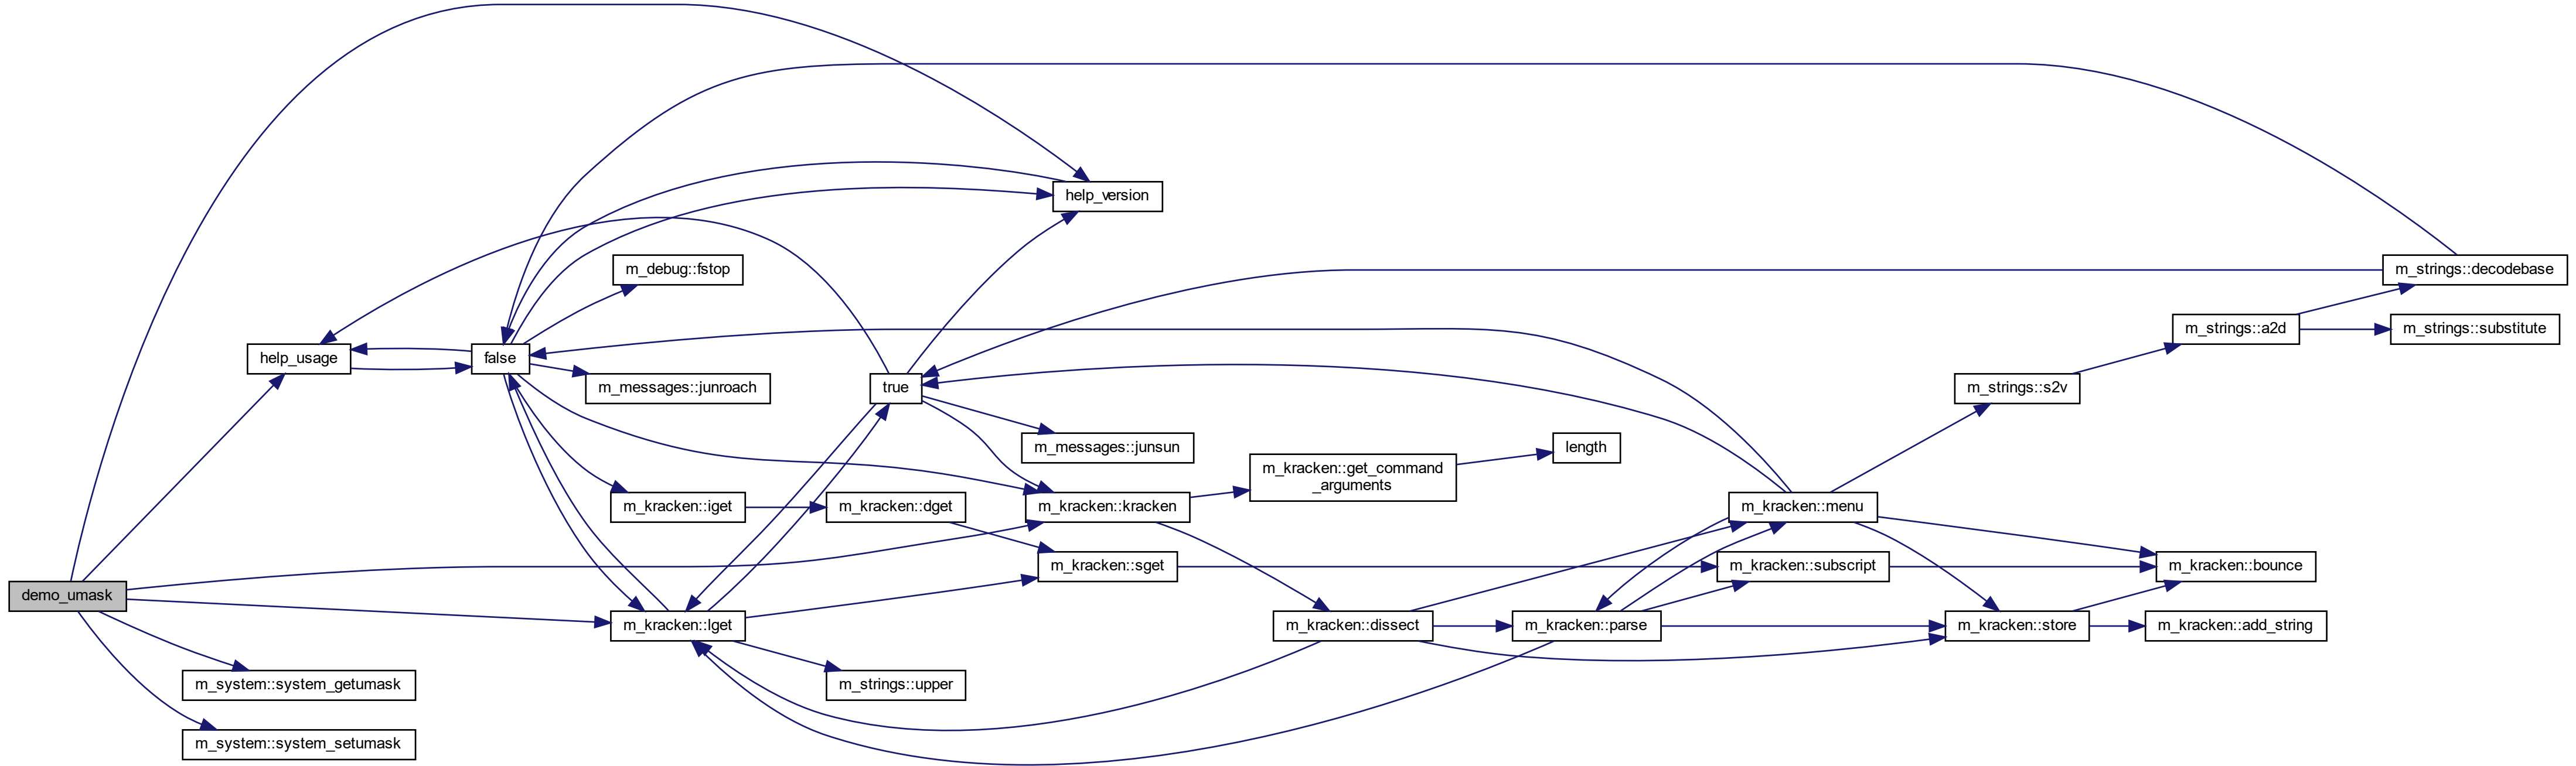 help_version
m_debug::fstop
m_strings::decodebase
m_strings::a2d
m_strings::substitute
help_usage
false
m_messages::junroach
true
m_strings::s2v
m_messages::junsun
length
m_kracken::get_command
_arguments
m_kracken::iget
m_kracken::dget
m_kracken::kracken
m_kracken::menu
m_kracken::sget
m_kracken::subscript
m_kracken::bounce
demo_umask
m_kracken::lget
m_kracken::dissect
m_kracken::parse
m_kracken::store
m_kracken::add_string
m_system::system_getumask
m_strings::upper
m_system::system_setumask